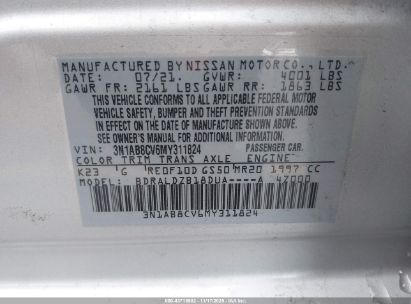 MANUFACTURED BY NISSAN MOTOR CO., LTD.
DATE: 07/21. GVWR: 4001 LBS
GAWR FR: 2161 LBS GAWR RR: 1863 LBS
THIS VEHICLE CONFORMS TO ALL APPLICABLE FEDERAL MOTOR
VEHICLE SAFETY, BUMPER AND THEFT PREVENTION STANDARDS
IN EFFECT ON THE DATE OF MANUFACTURE SHOWN ABOVE.
SEE OWNER'S MANUAL FOR ADDITIONAL INFORMATION.
VIN: 3N1AB8CV6MY311824 PASSENGER CAR.
COLOR TRIM TRANS AXLE ENGINE
K23 G RE0F10D GS50 MR20 1997 CC
BDRALDZB18DUA----A 47000
3N1AB8CV6MY311824